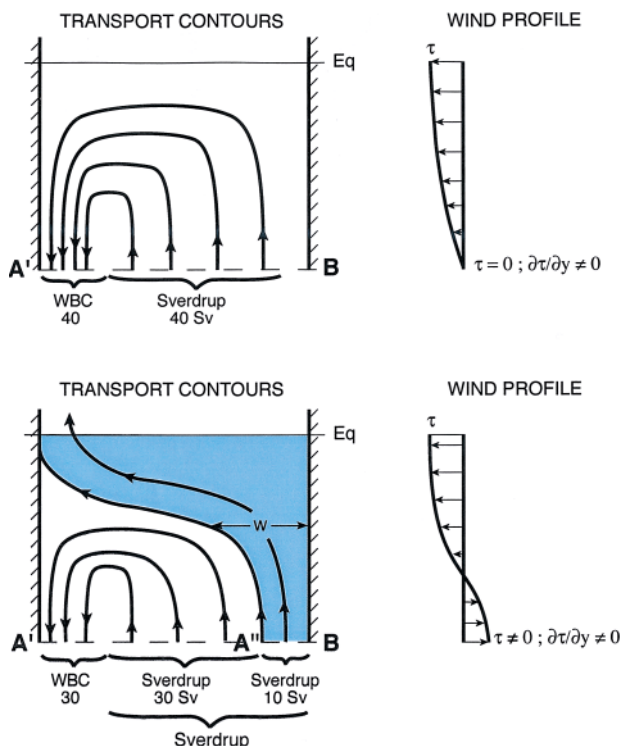 TRANSPORT CONTOURS
WIND PROFILE
Eq
τ
A' B
τ=0 ; ∂τ/∂y ≠ 0
WBC Sverdrup
40 40 Sv
TRANSPORT CONTOURS
WIND PROFILE
Eq
τ
W
A' A'' B
τ ≠ 0 ; ∂τ/∂y ≠ 0
WBC Sverdrup Sverdrup
30 30 Sv 10 Sv
Sverdrup